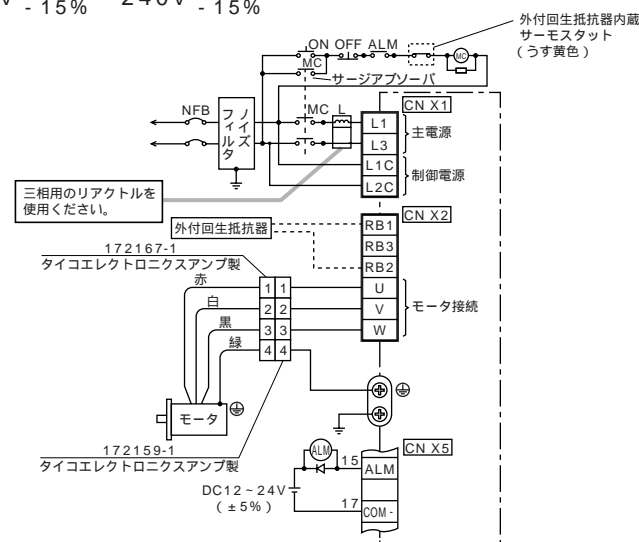 - 15%
240V - 15%
外付回生抵抗器内蔵
サーモスタット
(うす黄色)
ON OFF ALM
MC
MC
サージアブソーバ
NFB
ノイズ
フィルタ
MC L
CN X1
L1
L3
主電源
L1C
L2C
制御電源
三相用のリアクトルを
使用ください。
外付回生抵抗器
CN X2
RB1
RB3
RB2
172167-1
タイコエレクトロニクスアンプ製
赤 1 1 U
白 2 2 V
黒 3 3 W
緑 4 4
モータ接続
モータ
172159-1
タイコエレクトロニクスアンプ製
ALM
15 ALM
CN X5
DC12~24V
(±5%)
17 COM -